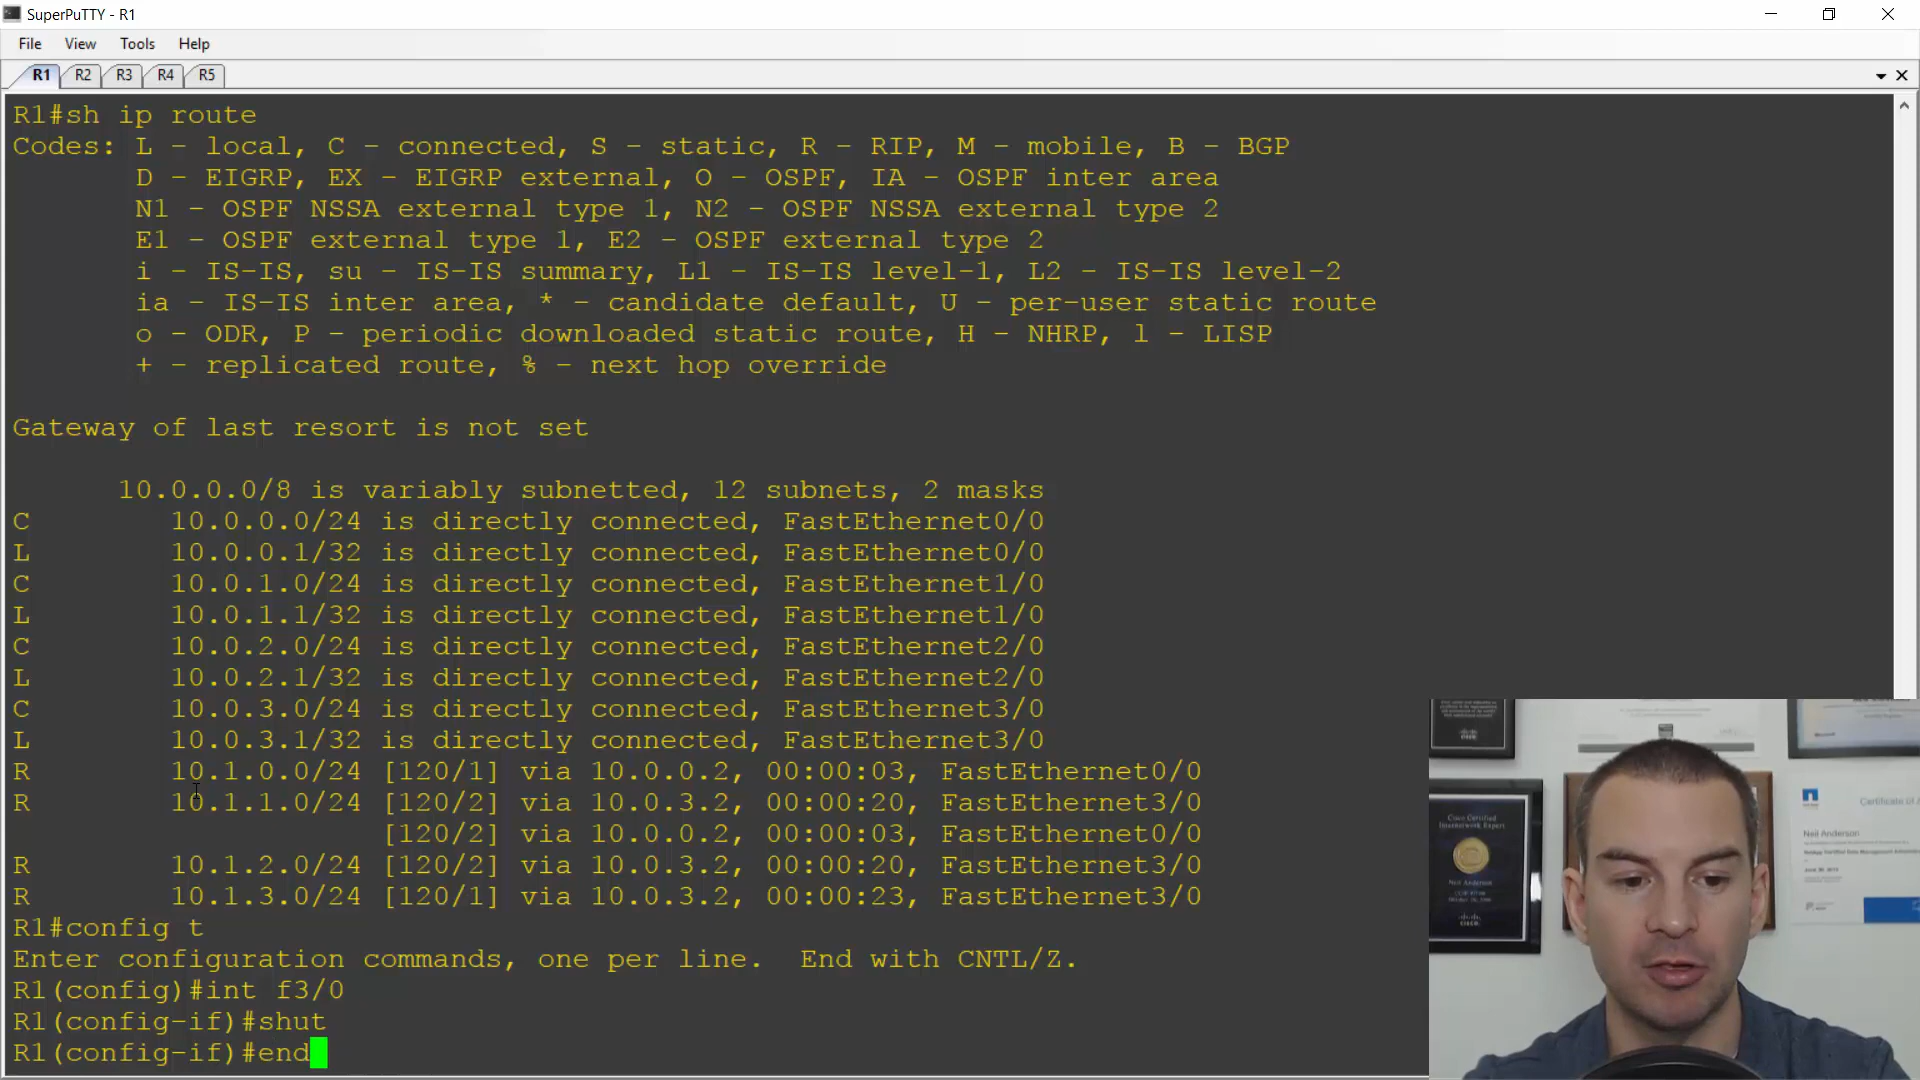 SuperPuTTY - R1
File View Tools Help
R1 R2 R3 R4 R5
R1#sh ip route
Codes: L - local, C - connected, S - static, R - RIP, M - mobile, B - BGP
D - EIGRP, EX - EIGRP external, O - OSPF, IA - OSPF inter area
N1 - OSPF NSSA external type 1, N2 - OSPF NSSA external type 2
E1 - OSPF external type 1, E2 - OSPF external type 2
i - IS-IS, su - IS-IS summary, L1 - IS-IS level-1, L2 - IS-IS level-2
ia - IS-IS inter area, * - candidate default, U - per-user static route
o - ODR, P - periodic downloaded static route, H - NHRP, l - LISP
+ - replicated route, % - next hop override
Gateway of last resort is not set
10.0.0.0/8 is variably subnetted, 12 subnets, 2 masks
C 10.0.0.0/24 is directly connected, FastEthernet0/0
L 10.0.0.1/32 is directly connected, FastEthernet0/0
C 10.0.1.0/24 is directly connected, FastEthernet1/0
L 10.0.1.1/32 is directly connected, FastEthernet1/0
C 10.0.2.0/24 is directly connected, FastEthernet2/0
L 10.0.2.1/32 is directly connected, FastEthernet2/0
C 10.0.3.0/24 is directly connected, FastEthernet3/0
L 10.0.3.1/32 is directly connected, FastEthernet3/0
R 10.1.0.0/24 [120/1] via 10.0.0.2, 00:00:03, FastEthernet0/0
R 10.1.1.0/24 [120/2] via 10.0.3.2, 00:00:20, FastEthernet3/0
[120/2] via 10.0.0.2, 00:00:03, FastEthernet0/0
R 10.1.2.0/24 [120/2] via 10.0.3.2, 00:00:20, FastEthernet3/0
R 10.1.3.0/24 [120/1] via 10.0.3.2, 00:00:23, FastEthernet3/0
R1#config t
Enter configuration commands, one per line. End with CNTL/Z.
R1(config)#int f3/0
R1(config-if)#shut
R1(config-if)#end
Cisco Certified
Internetwork Expert
Neil Anderson
Certificate of A
Neil Anderson